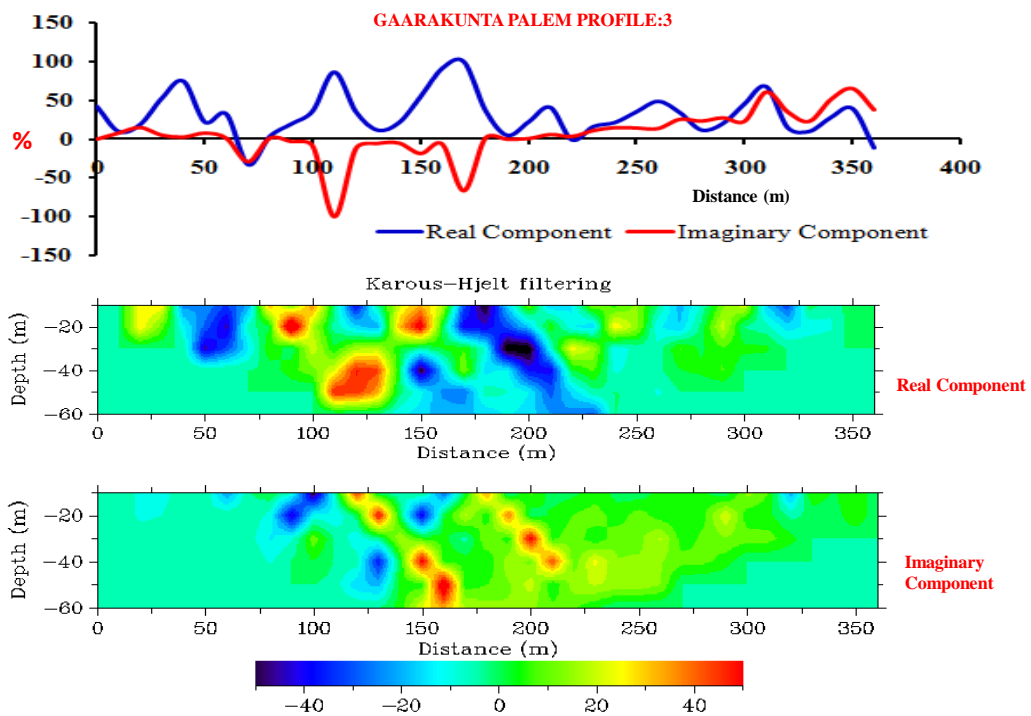 GAARAKUNTA PALEM PROFILE:3
150
100
50
0
-50
-100
-150
%
0 50 100 150 200 250 300 350 400
Distance (m)
Real Component Imaginary Component
Karous-Hjelt filtering
Depth (m)
-20
-40
-60
0 50 100 150 200 250 300 350
Distance (m)
Real Component
Depth (m)
-20
-40
-60
0 50 100 150 200 250 300 350
Distance (m)
Imaginary
Component
-40 -20 0 20 40